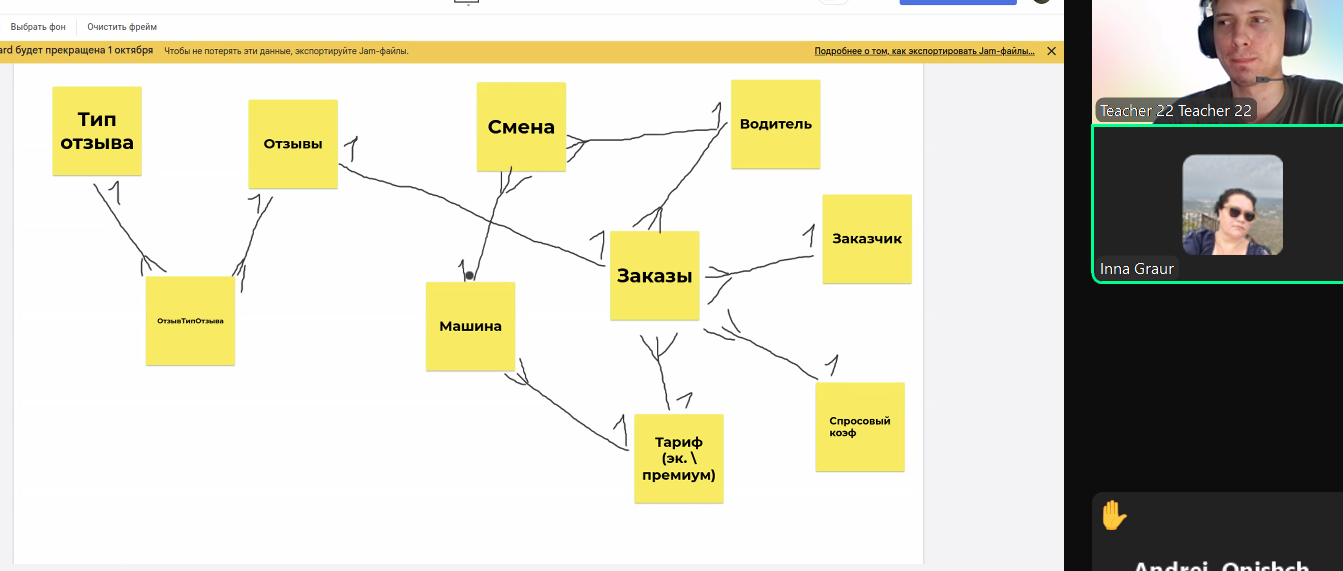 Выбрать фон
Очистить фрейм
ard будет прекращена 1 октября
Чтобы не потерять эти данные, экспортируйте Jam-файлы.
Подробнее о том, как экспортировать Jam-файлы...
Тип
отзыва
Отзывы
1
Смена
1
Водитель
1
1
1
1
Заказы
1
Заказчик
1
ОтзывТипОтзыва
Машина
1
1
1
Тариф
(эк. \
премиум)
Спросовый
коэф
Teacher 22 Teacher 22
Inna Graur